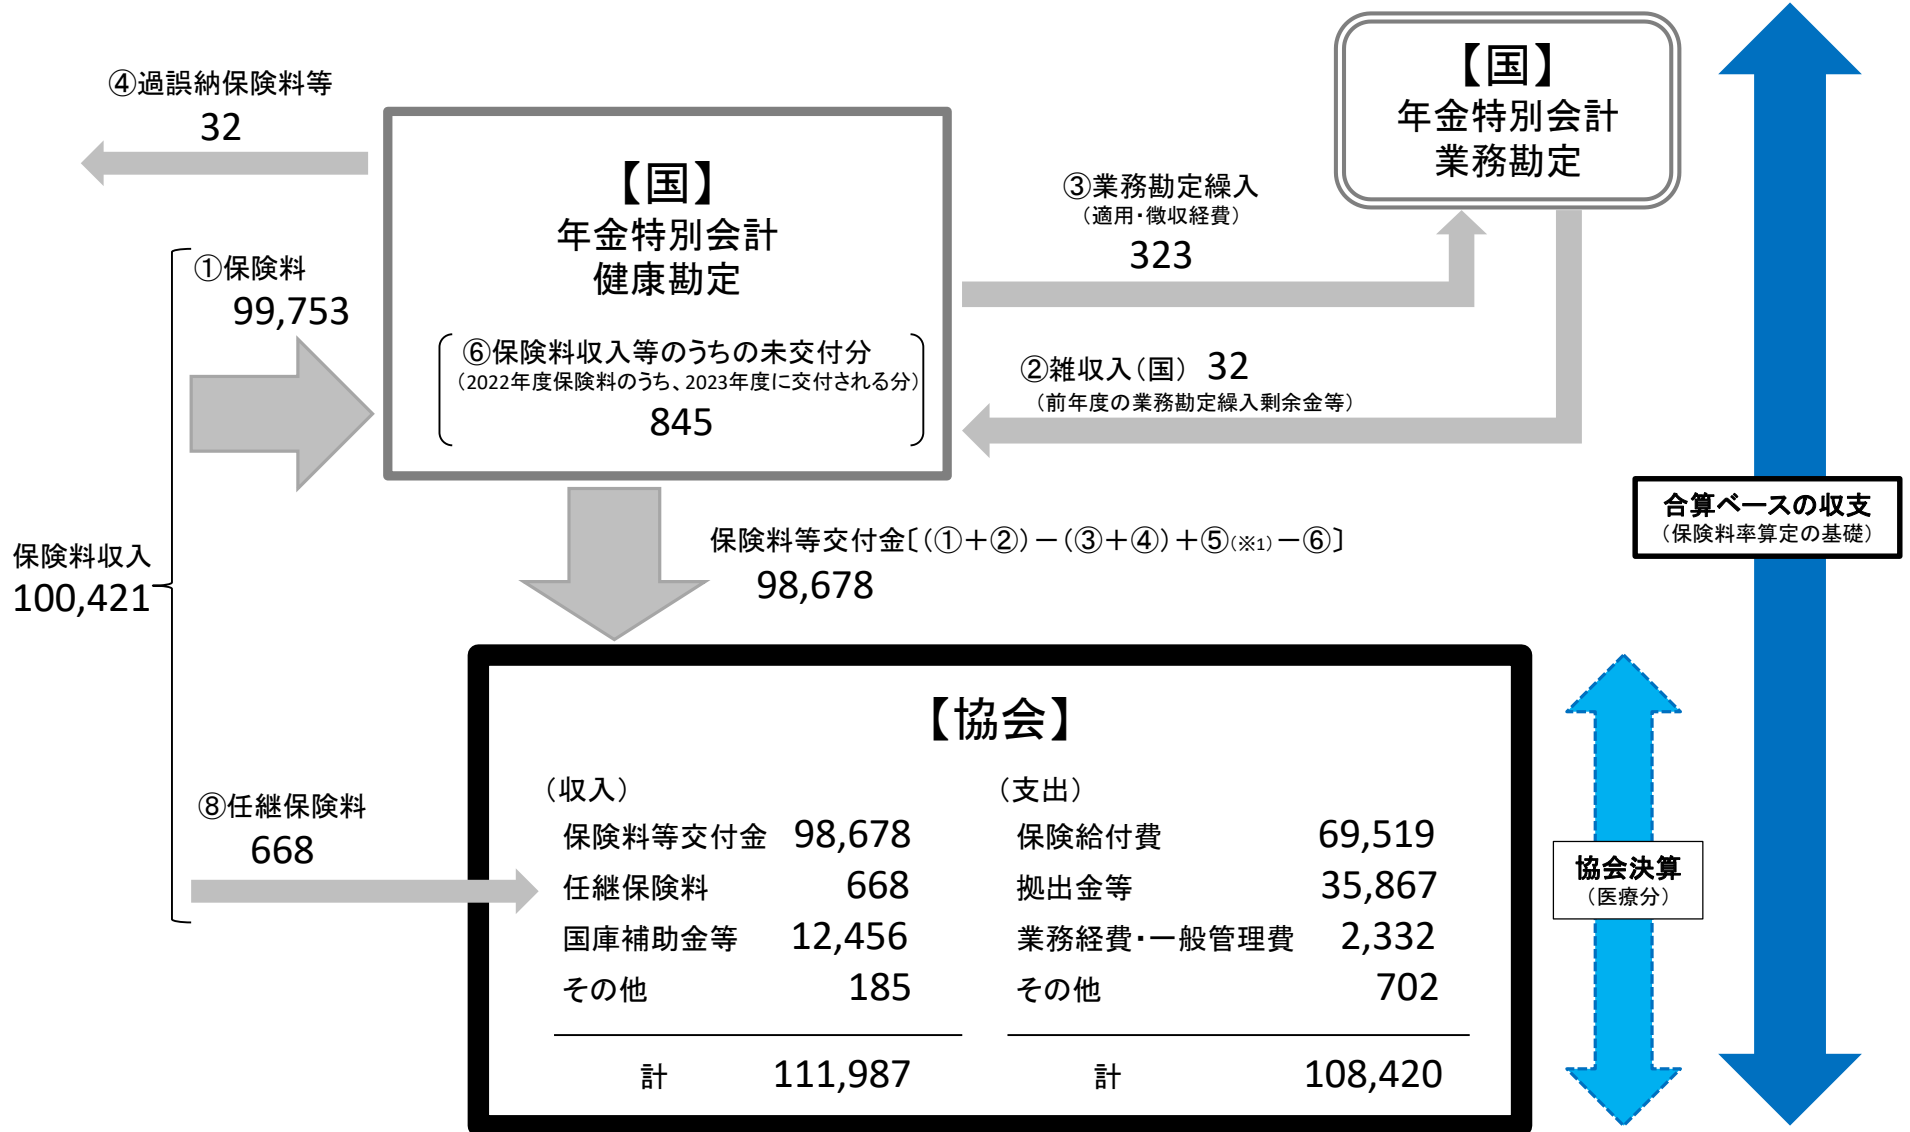 ④過誤納保険料等
32
【国】
年金特別会計
業務勘定
【国】
年金特別会計
健康勘定
⑥保険料収入等のうちの未交付分
（2022年度保険料のうち、2023年度に交付される分）
845
③業務勘定繰入
（適用・徴収経費）
323
②雑収入（国） 32
（前年度の業務勘定繰入剰余金等）
①保険料
99,753
保険料収入
100,421
保険料等交付金〔（①＋②）－（③＋④）＋⑤（※1）－⑥〕
98,678
合算ベースの収支
（保険料率算定の基礎）
⑧任継保険料
668
【協会】
（収入） （支出）
保険料等交付金 98,678 保険給付費 69,519
任継保険料 668 拠出金等 35,867
国庫補助金等 12,456 業務経費・一般管理費 2,332
その他 185 その他 702
計 111,987 計 108,420
協会決算
（医療分）